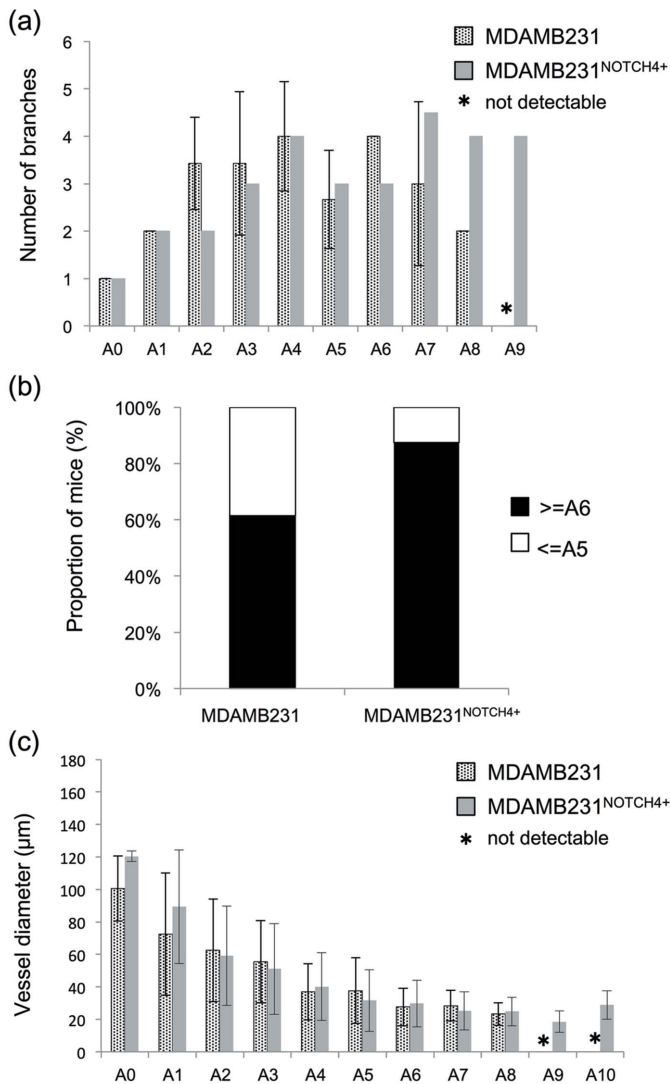 (a)
Number of branches
6
5
4
3
2
1
0
A0 A1 A2 A3 A4 A5 A6 A7 A8 A9
MDAMB231
MDAMB231NOTCH4+
* not detectable
*
(b)
Proportion of mice (%)
100%
80%
60%
40%
20%
0%
MDAMB231 MDAMB231NOTCH4+
>=A6
<=A5
(c)
Vessel diameter (µm)
180
160
140
120
100
80
60
40
20
0
A0 A1 A2 A3 A4 A5 A6 A7 A8 A9 A10
MDAMB231
MDAMB231NOTCH4+
* not detectable
* *